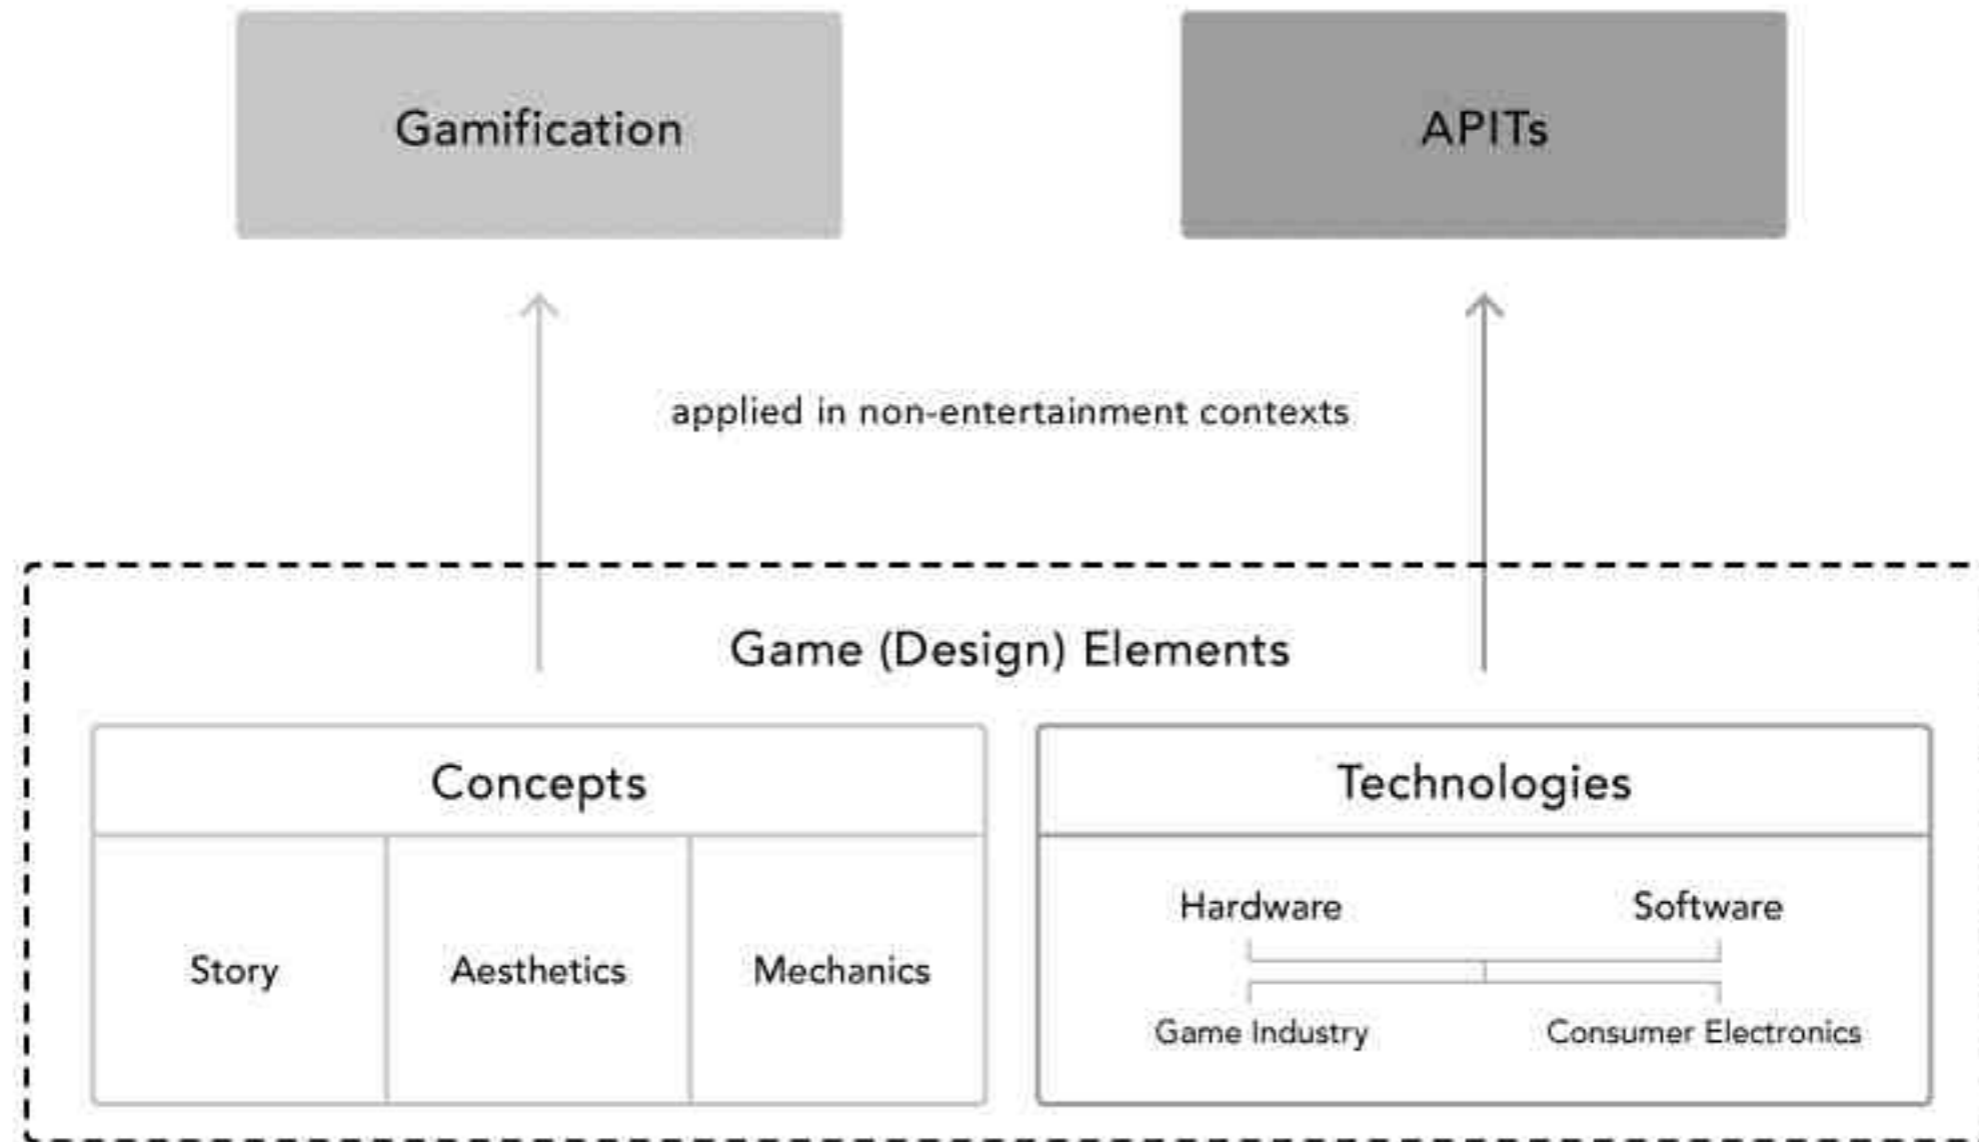 Gamification
APITs
applied in non-entertainment contexts
Game (Design) Elements
Concepts
Technologies
Story
Aesthetics
Mechanics
Hardware
Software
Game Industry
Consumer Electronics